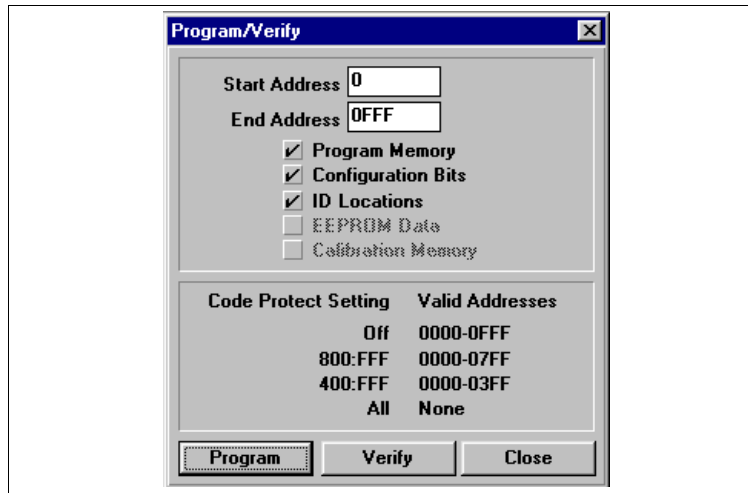 Program/Verify
Start Address 0
End Address 0FFF
Program Memory
Configuration Bits
ID Locations
EEPROM Data
Calibration Memory
Code Protect Setting Valid Addresses
Off 0000-0FFF
800:FFF 0000-07FF
400:FFF 0000-03FF
All None
Program Verify Close